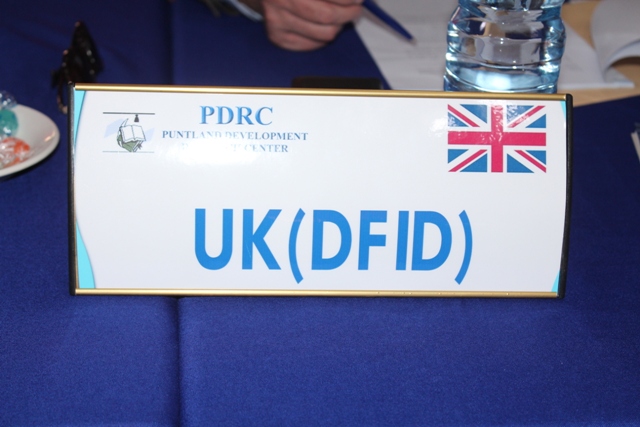 PDRC
PUNTLAND DEVELOPMENT
CENTER
UK(DFID)